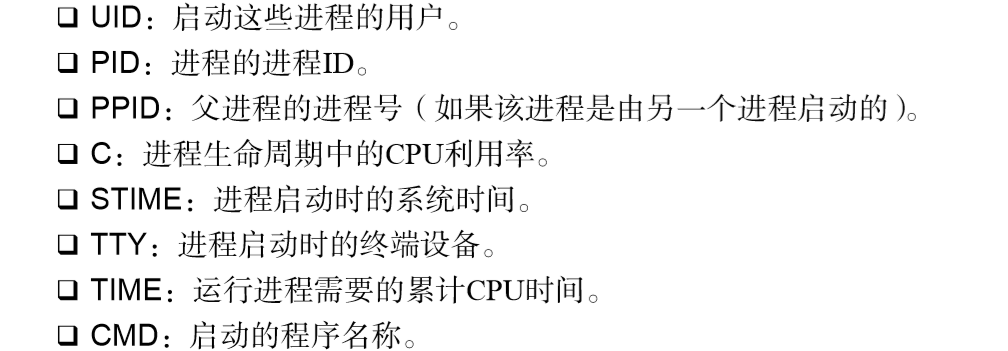 ❑ UID：启动这些进程的用户。
❑ PID：进程的进程ID。
❑ PPID：父进程的进程号（如果该进程是由另一个进程启动的）。
❑ C：进程生命周期中的CPU利用率。
❑ STIME：进程启动时的系统时间。
❑ TTY：进程启动时的终端设备。
❑ TIME：运行进程需要的累计CPU时间。
❑ CMD：启动的程序名称。